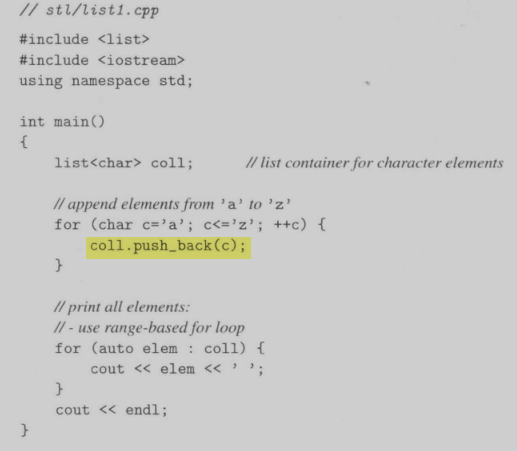 // stl/list1.cpp
#include <list>
#include <iostream>
using namespace std;
int main()
{
    list<char> coll;        // list container for character elements
    // append elements from 'a' to 'z'
    for (char c='a'; c<='z'; ++c) {
        coll.push_back(c);
    }
    // print all elements:
    // - use range-based for loop
    for (auto elem : coll) {
        cout << elem << ' ';
    }
    cout << endl;
}